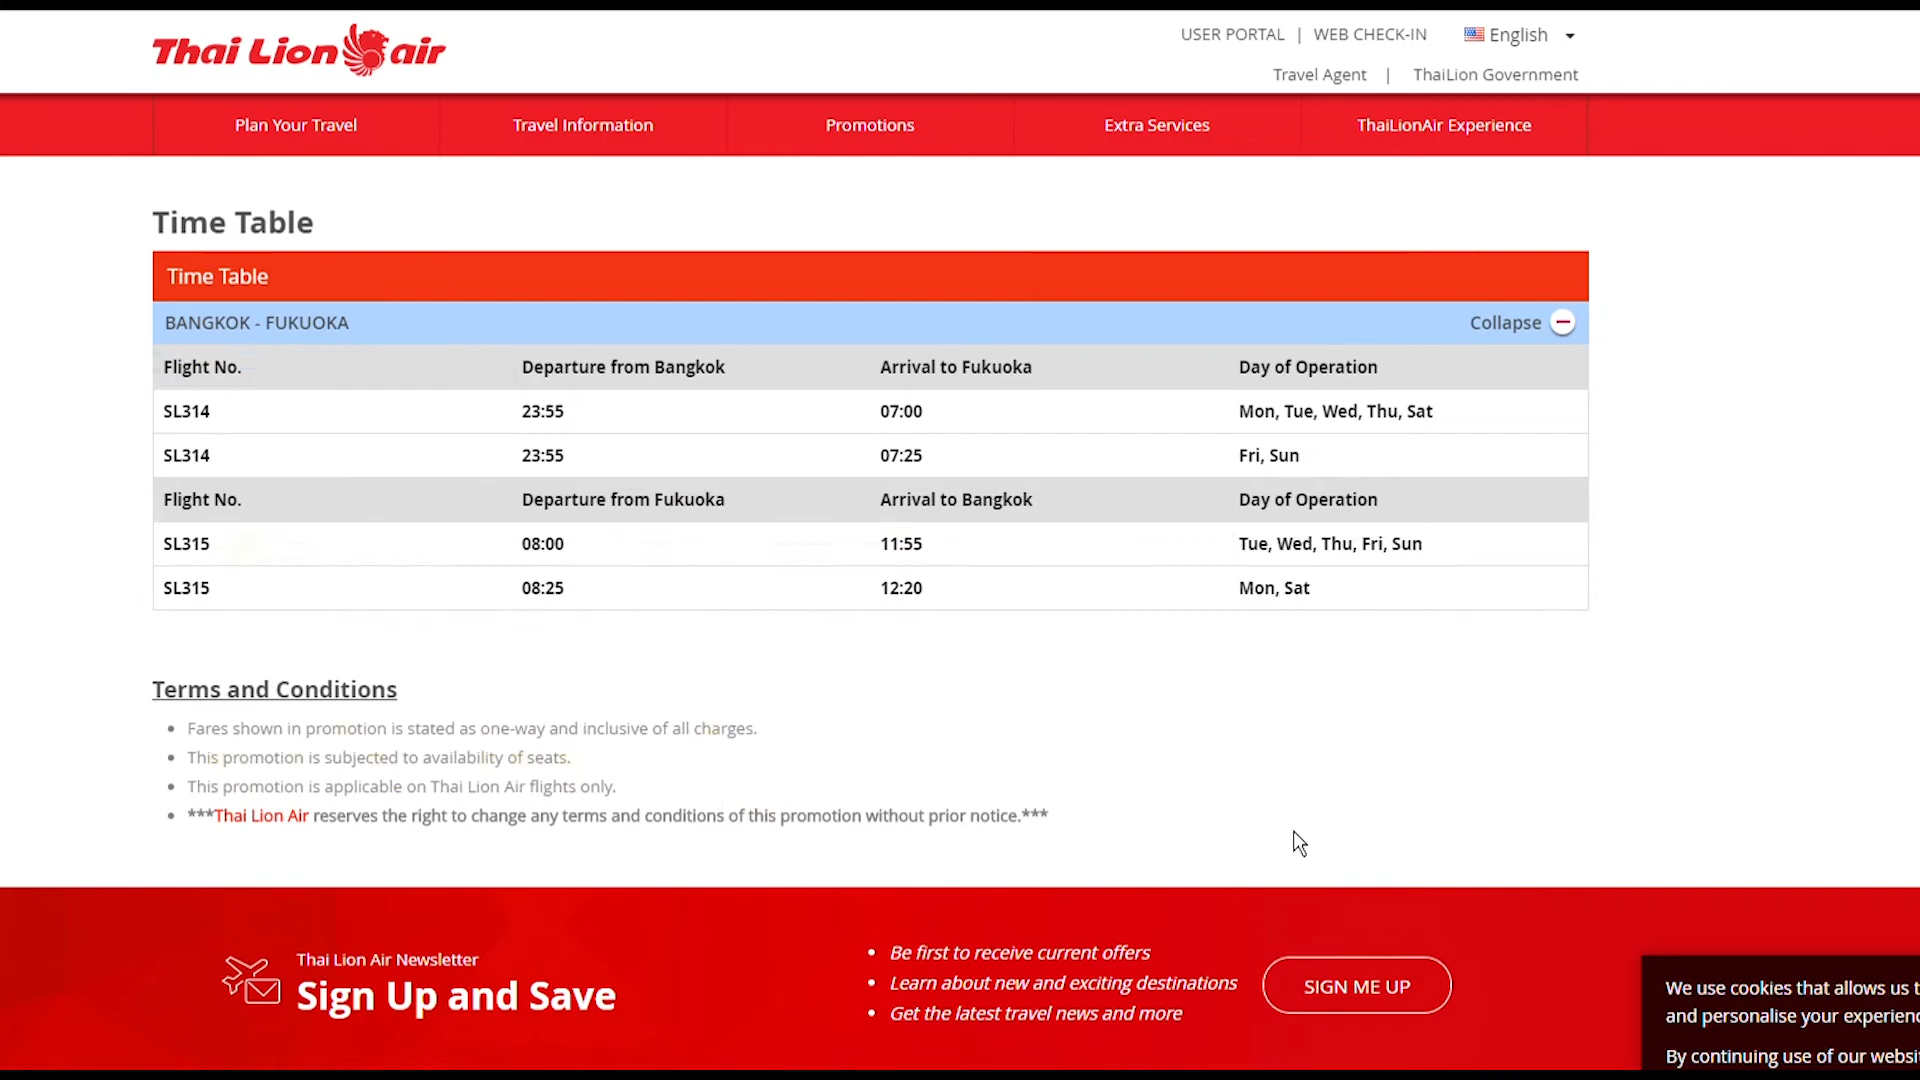 Thai Lion air
USER PORTAL | WEB CHECK-IN English
Travel Agent | ThaiLion Government
Plan Your Travel Travel Information Promotions Extra Services ThaiLionAir Experience
Time Table
Time Table
BANGKOK - FUKUOKA Collapse
Flight No. Departure from Bangkok Arrival to Fukuoka Day of Operation
SL314 23:55 07:00 Mon, Tue, Wed, Thu, Sat
SL314 23:55 07:25 Fri, Sun
Flight No. Departure from Fukuoka Arrival to Bangkok Day of Operation
SL315 08:00 11:55 Tue, Wed, Thu, Fri, Sun
SL315 08:25 12:20 Mon, Sat
Terms and Conditions
• Fares shown in promotion is stated as one-way and inclusive of all charges.
• This promotion is subjected to availability of seats.
• This promotion is applicable on Thai Lion Air flights only.
• ***Thai Lion Air reserves the right to change any terms and conditions of this promotion without prior notice.***
Thai Lion Air Newsletter
Sign Up and Save
• Be first to receive current offers
• Learn about new and exciting destinations
• Get the latest travel news and more
SIGN ME UP
We use cookies that allows us
and personalise your
By continuing use of our